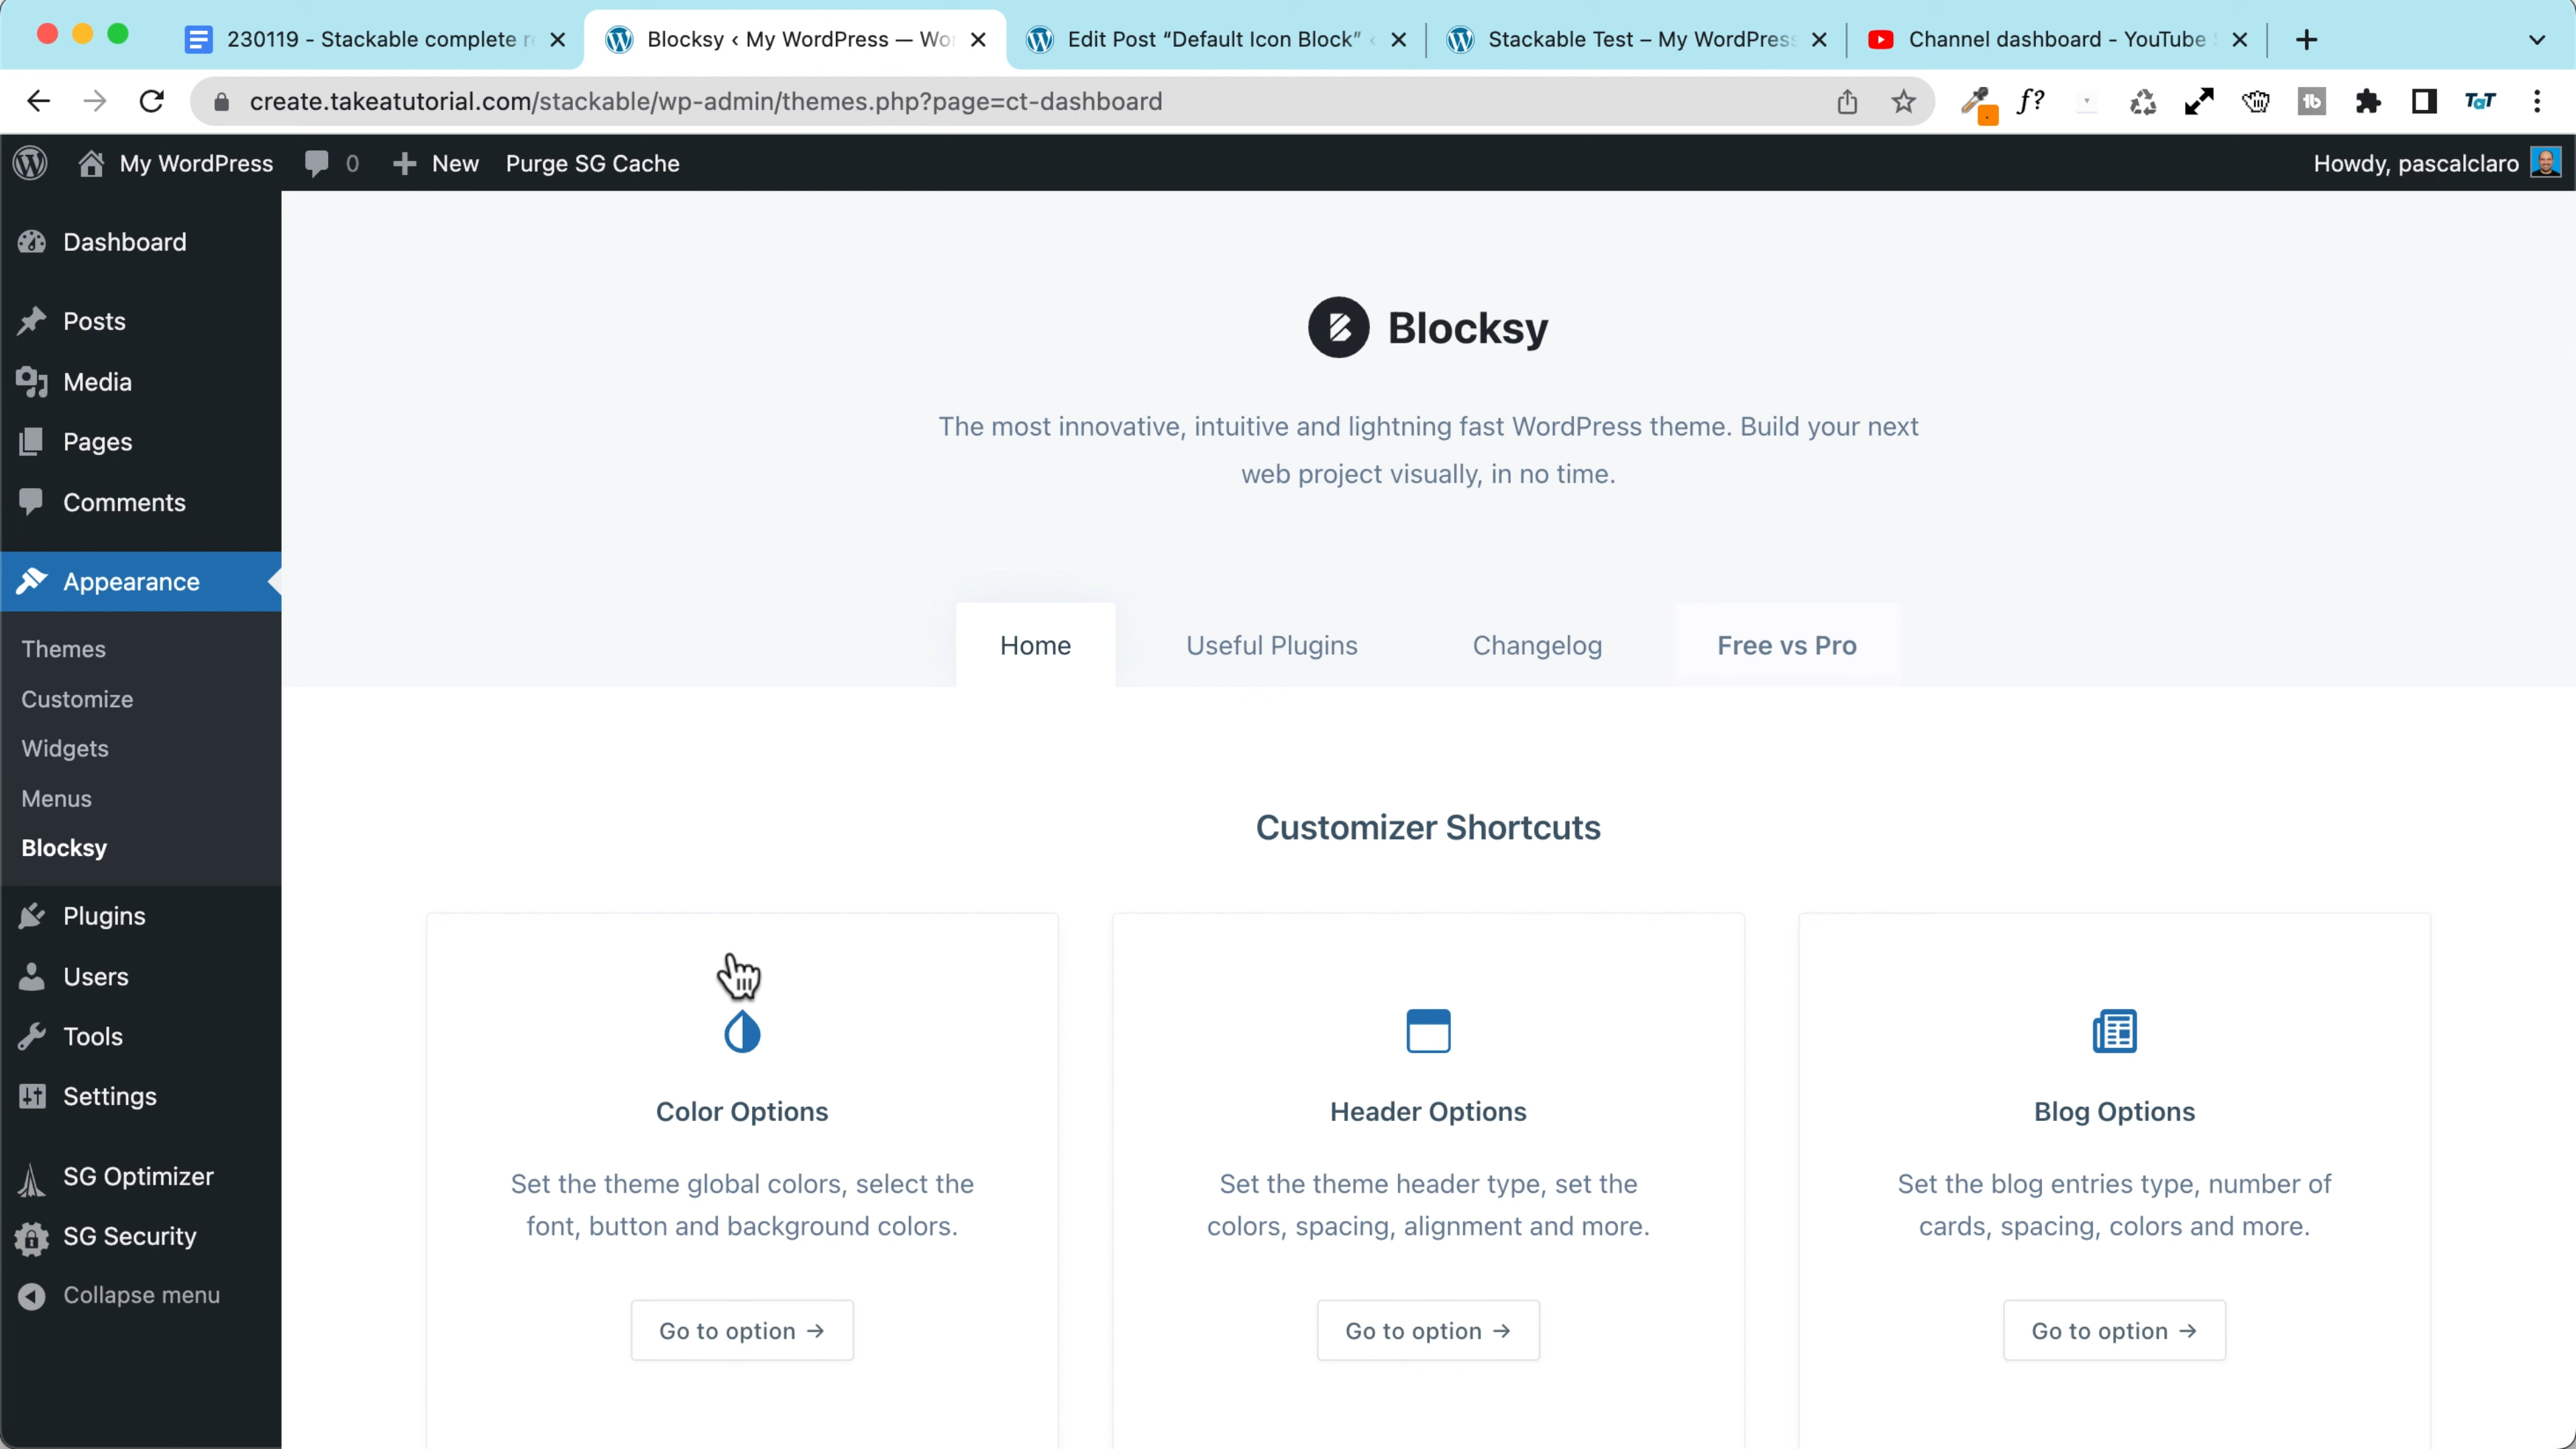 230119 - Stackable complete r
Blocksy ‹ My WordPress — Wor
Edit Post “Default Icon Block” ‹
Stackable Test – My WordPress
Channel dashboard - YouTube S
create.takeatutorial.com/stackable/wp-admin/themes.php?page=ct-dashboard
f?
tb
TaT
My WordPress
0
New
Purge SG Cache
Howdy, pascalclaro
Dashboard
Posts
Media
Pages
Comments
Appearance
Themes
Customize
Widgets
Menus
Blocksy
Plugins
Users
Tools
Settings
SG Optimizer
SG Security
Collapse menu
Blocksy
The most innovative, intuitive and lightning fast WordPress theme. Build your next
web project visually, in no time.
Home
Useful Plugins
Changelog
Free vs Pro
Customizer Shortcuts
Color Options
Set the theme global colors, select the
font, button and background colors.
Go to option →
Header Options
Set the theme header type, set the
colors, spacing, alignment and more.
Go to option →
Blog Options
Set the blog entries type, number of
cards, spacing, colors and more.
Go to option →